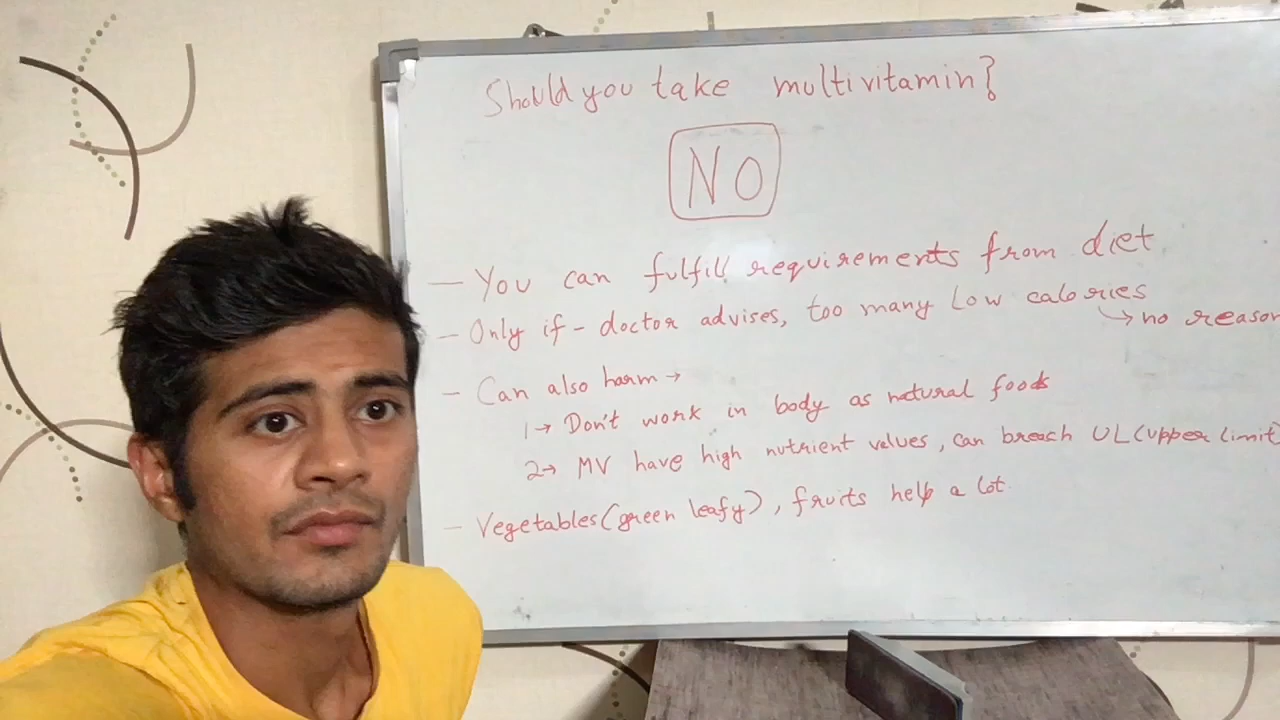 Should you take multivitamin?
NO
- You can fulfill requirements from diet
- Only if - doctor advises, too many Low calories
→ no reason
- Can also harm →
1→ Don't work in body as natural foods
2→ MV have high nutrient values, can breach UL (upper limit)
- Vegetables (green leafy), fruits help a lot.